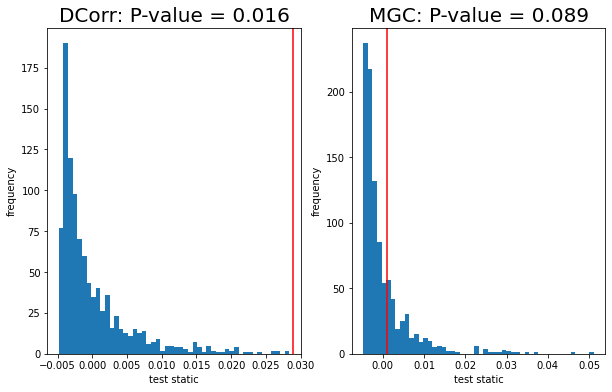 DCorr: P-value = 0.016
175
150
125
100
75
50
25
0
frequency
−0.005 0.000 0.005 0.010 0.015 0.020 0.025 0.030
test static
MGC: P-value = 0.089
200
150
100
50
0
frequency
0.00 0.01 0.02 0.03 0.04 0.05
test static